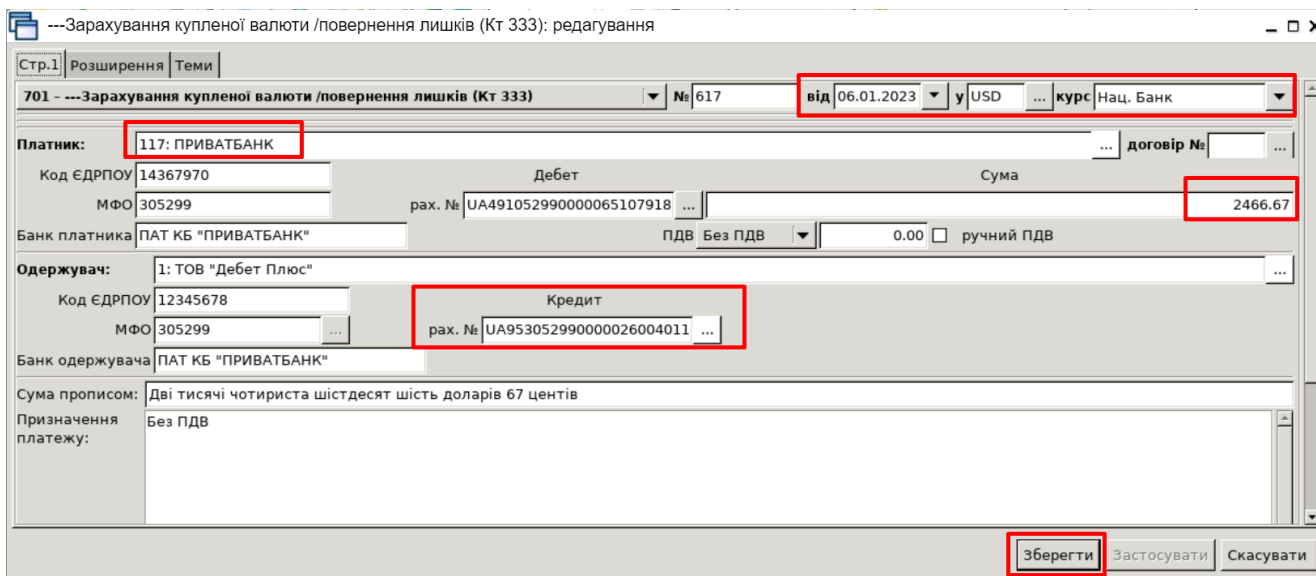 ---Зарахування купленої валюти /повернення лишків (Кт 333): редагування
Стр.1 Розширення Теми
701 - ---Зарахування купленої валюти /повернення лишків (Кт 333) № 617 від 06.01.2023 у USD ... курс Нац. Банк
Платник: 117: ПРИВАТБАНК ... договір № ...
Код ЄДРПОУ 14367970 Дебет Сума
МФО 305299 рах. № UA491052990000065107918 ... 2466.67
Банк платника ПАТ КБ "ПРИВАТБАНК" ПДВ Без ПДВ 0.00 ручний ПДВ
Одержувач: 1: ТОВ "Дебет Плюс" ...
Код ЄДРПОУ 12345678 Кредит
МФО 305299 ... рах. № UA953052990000026004011 ...
Банк одержувача ПАТ КБ "ПРИВАТБАНК"
Сума прописом: Дві тисячі чотириста шістдесят шість доларів 67 центів
Призначення Без ПДВ
платежу:
Зберегти Застосувати Скасувати